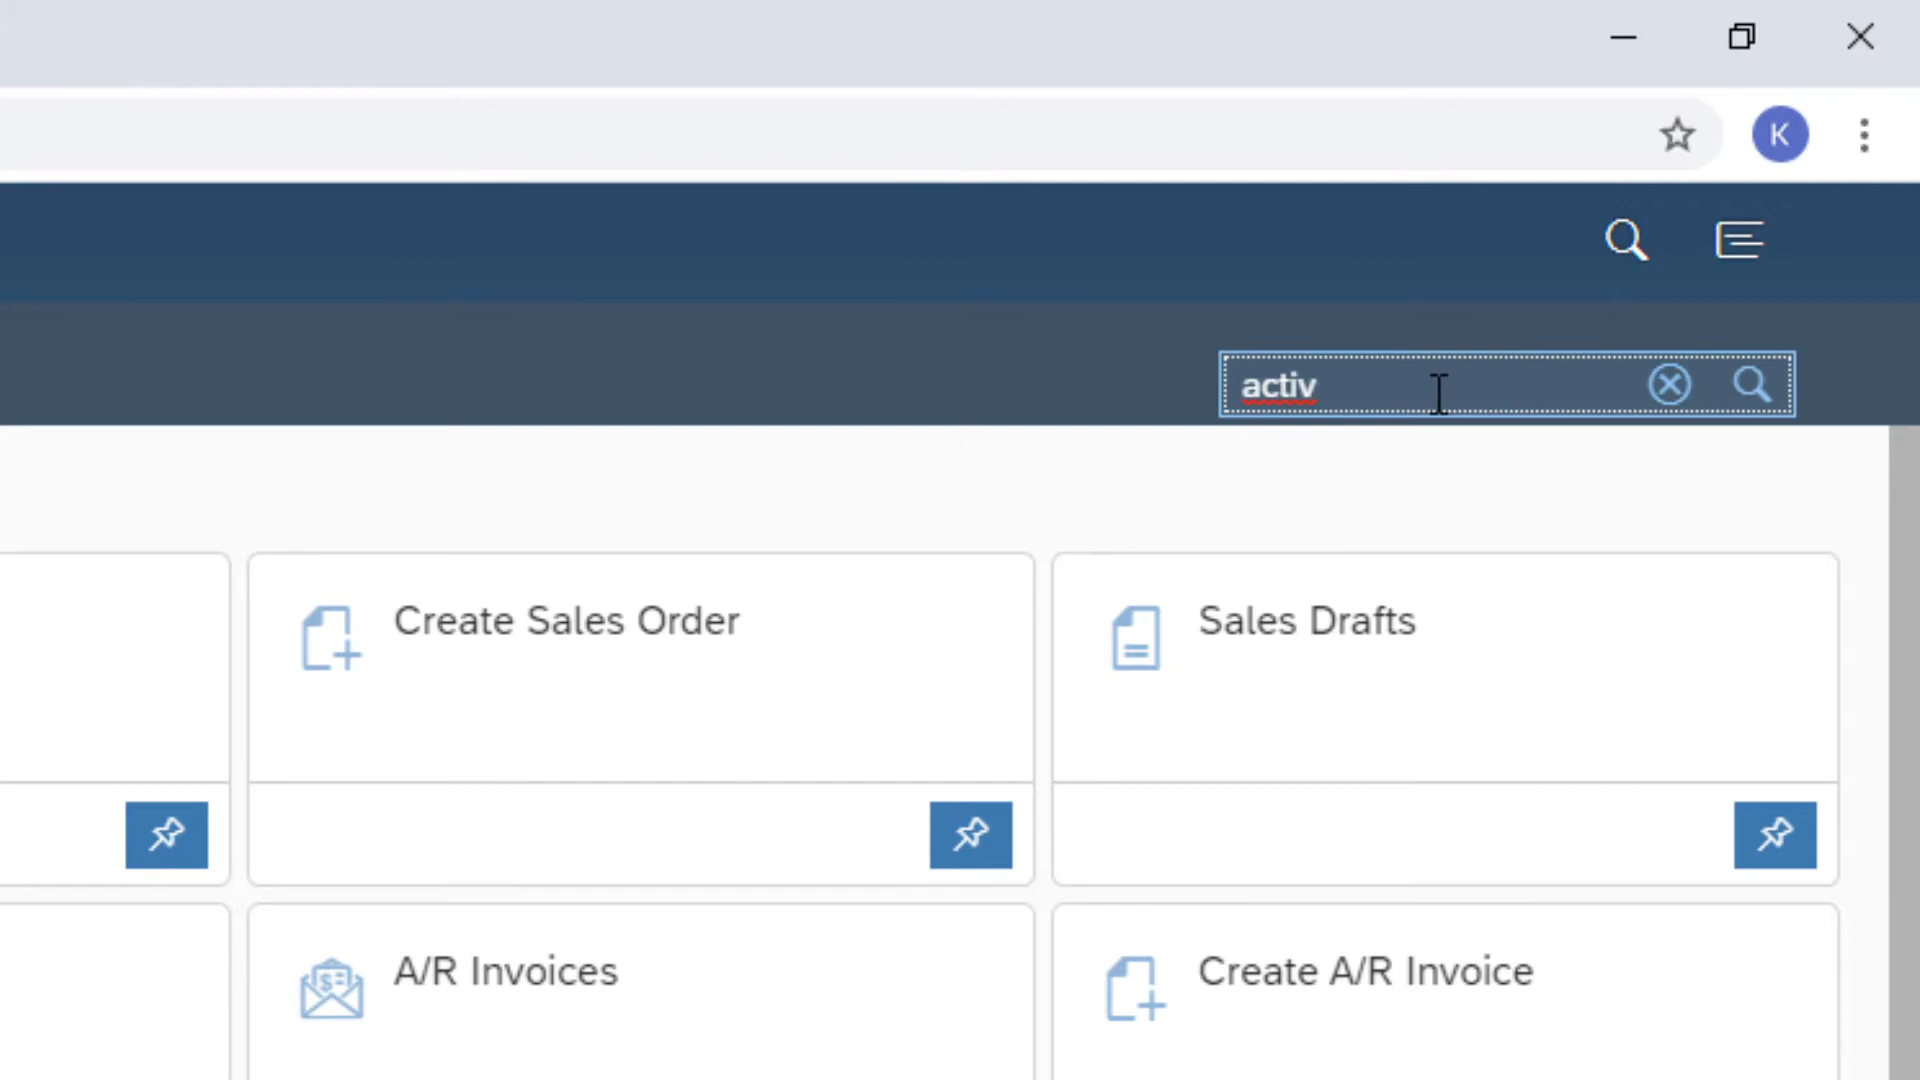 K
activ
Create Sales Order
Sales Drafts
A/R Invoices
Create A/R Invoice